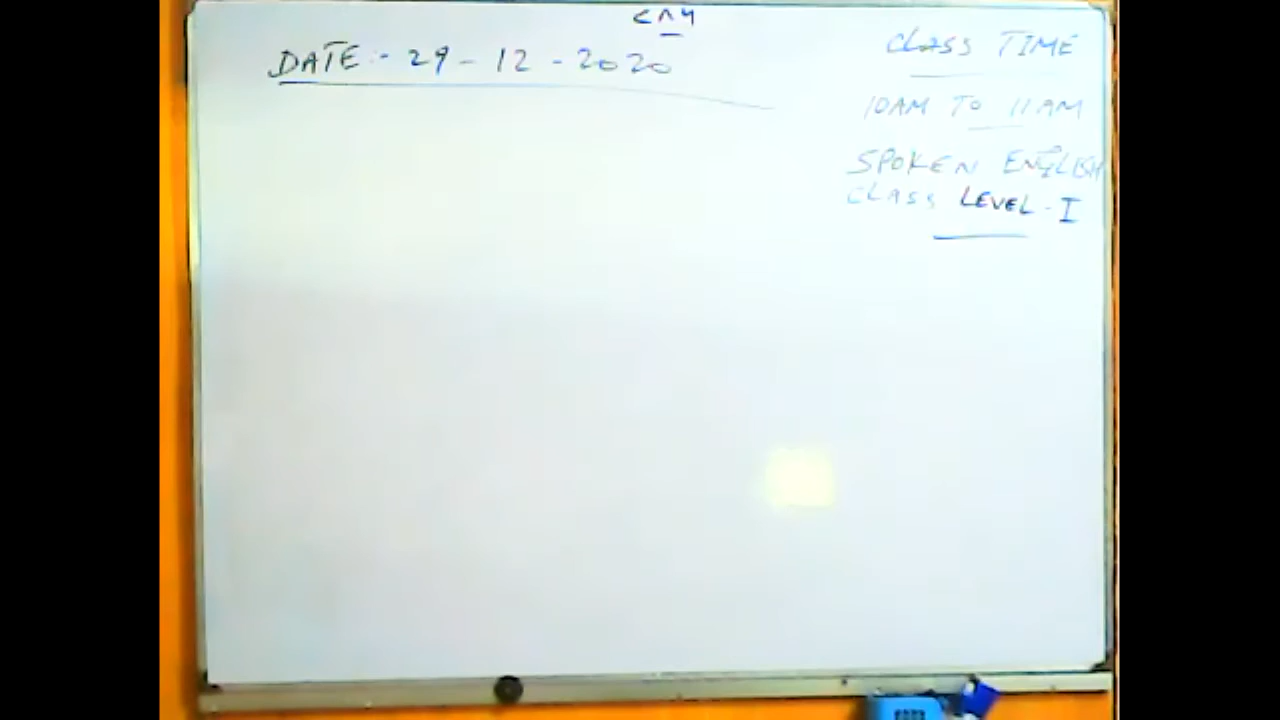 DATE :- 29 - 12 - 2020
CLASS TIME
10AM TO 11AM
SPOKEN ENGLISH
CLASS LEVEL - I